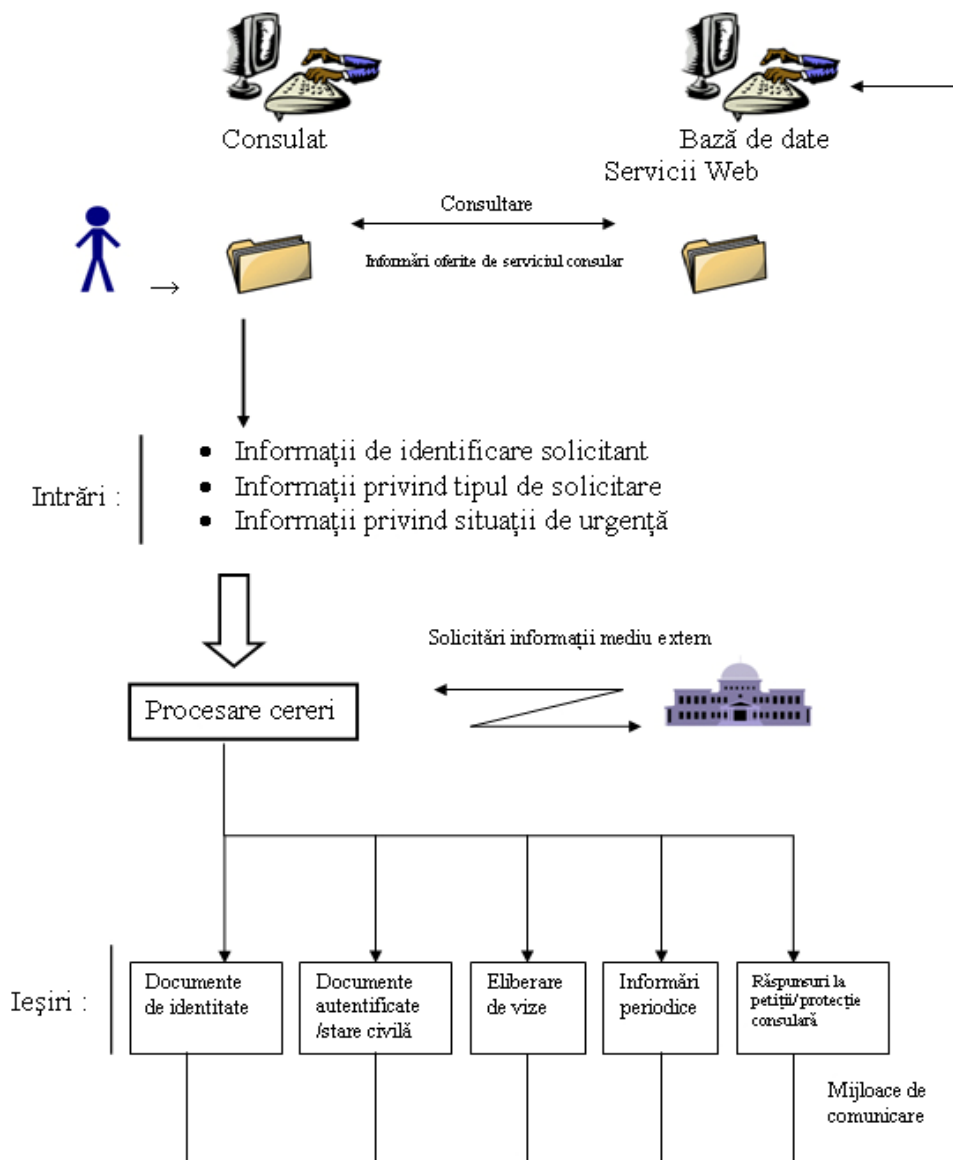 Consulat
Bază de date
Servicii Web
Consultare
Informări oferite de serviciul consular
Intrări :
• Informaţii de identificare solicitant
• Informaţii privind tipul de solicitare
• Informaţii privind situaţii de urgenţă
Solicitări informaţii mediu extern
Procesare cereri
Ieşiri :
Documente
de identitate
Documente
autentificate
/stare civilă
Eliberare
de vize
Informări
periodice
Răspunsuri la
petiţii/protecţie
consulară
Mijloace de
comunicare